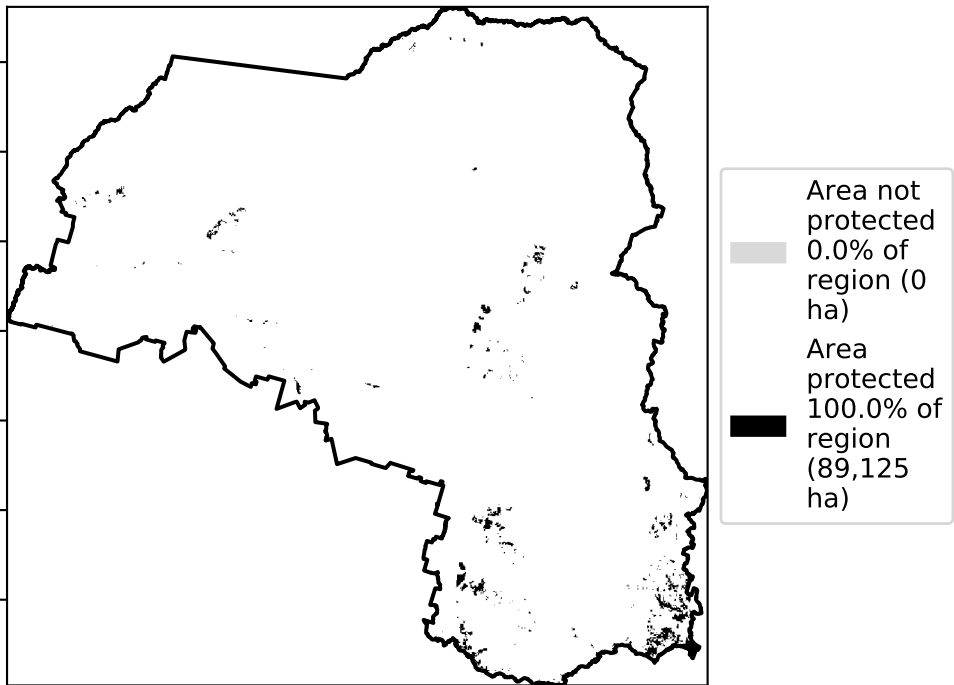 Area not
protected
0.0% of
region (0
ha)
Area
protected
100.0% of
region
(89,125
ha)